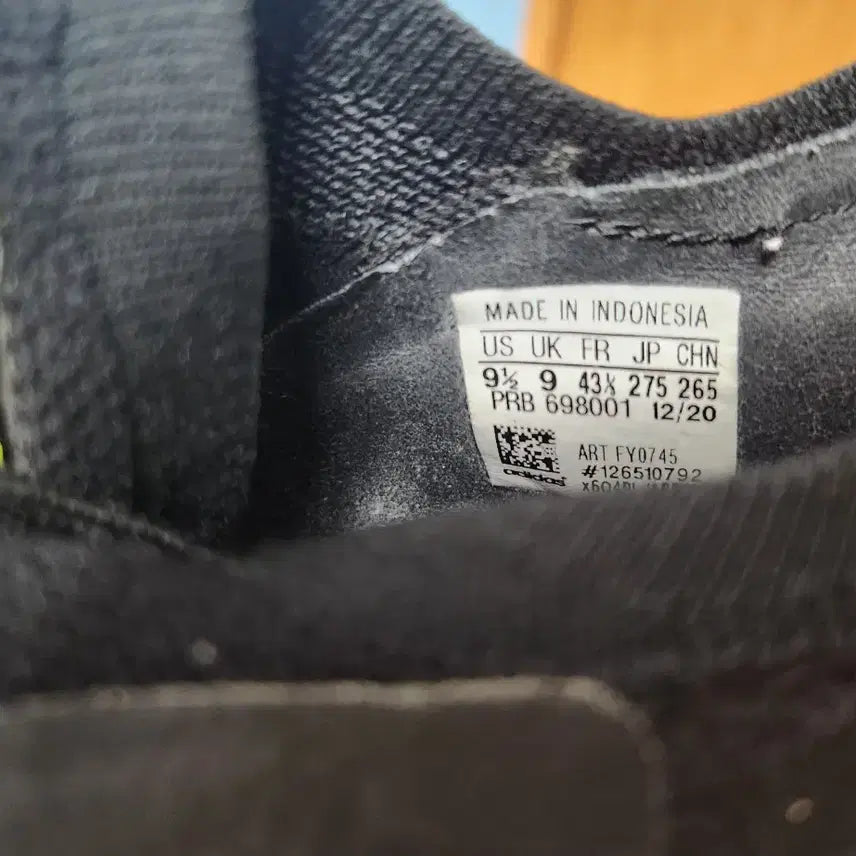 MADE IN INDONESIA
US UK FR JP CHN
9½ 9 43⅓ 275 265
PRB 698001 12/20
ART FY0745
#126510792
adidas